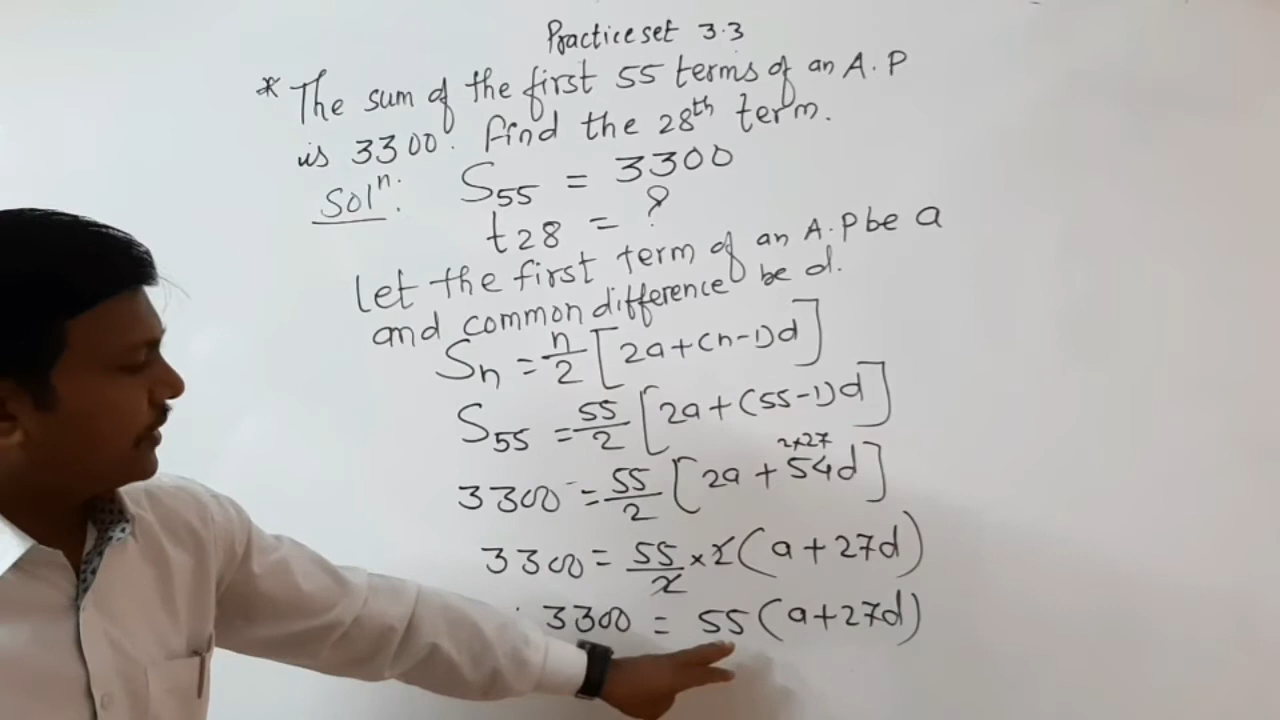 Practice set 3.3
* The sum of the first 55 terms of an A.P
is 3300. find the 28th term.
Solⁿ: S55 = 3300
t28 = ?
Let the first term of an A.P be a
and common difference be d.
Sn = n/2 [2a+(n-1)d]
S55 = 55/2 [2a+(55-1)d]
2×27
3300 = 55/2 [2a + 54d]
3300 = 55/2 × 2(a+27d)
3300 = 55(a+27d)